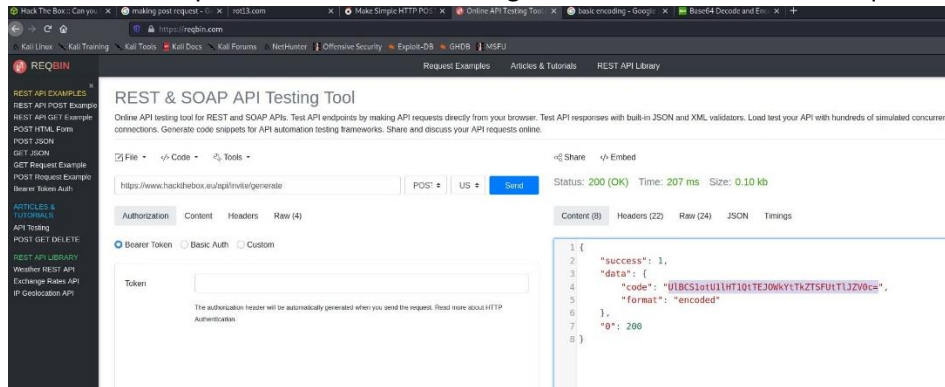 Hack The Box :: Can you
making post request - G
rot13.com
Make Simple HTTP POS
Online API Testing Tool
basic encoding - Google
Base64 Decode and Enc
https://reqbin.com
Kali Linux
Kali Training
Kali Tools
Kali Docs
Kali Forums
NetHunter
Offensive Security
Exploit-DB
GHDB
MSFU
REQBIN
Request Examples
Articles & Tutorials
REST API Library
REST API EXAMPLES
REST API POST Example
REST API GET Example
POST HTML Form
POST JSON
GET JSON
GET Request Example
POST Request Example
Bearer Token Auth
ARTICLES & TUTORIALS
API Testing
POST GET DELETE
REST API LIBRARY
Weather REST API
Exchange Rates API
IP Geolocation API
REST & SOAP API Testing Tool
Online API testing tool for REST and SOAP APIs. Test API endpoints by making API requests directly from your browser. Test API responses with built-in JSON and XML validators. Load test your API with hundreds of simulated concurren
connections. Generate code snippets for API automation testing frameworks. Share and discuss your API requests online.
File
Code
Tools
https://www.hackthebox.eu/api/invite/generate
POST
US
Send
Authorization
Content
Headers
Raw (4)
Bearer Token
Basic Auth
Custom
Token
The authorization header will be automatically generated when you send the request. Read more about HTTP
Authentication.
Share
Embed
Status: 200 (OK) Time: 207 ms Size: 0.10 kb
Content (8)
Headers (22)
Raw (24)
JSON
Timings
1 {
2 "success": 1,
3 "data": {
4 "code":
5 "format": "encoded"
6 },
7 "0": 200
8 }